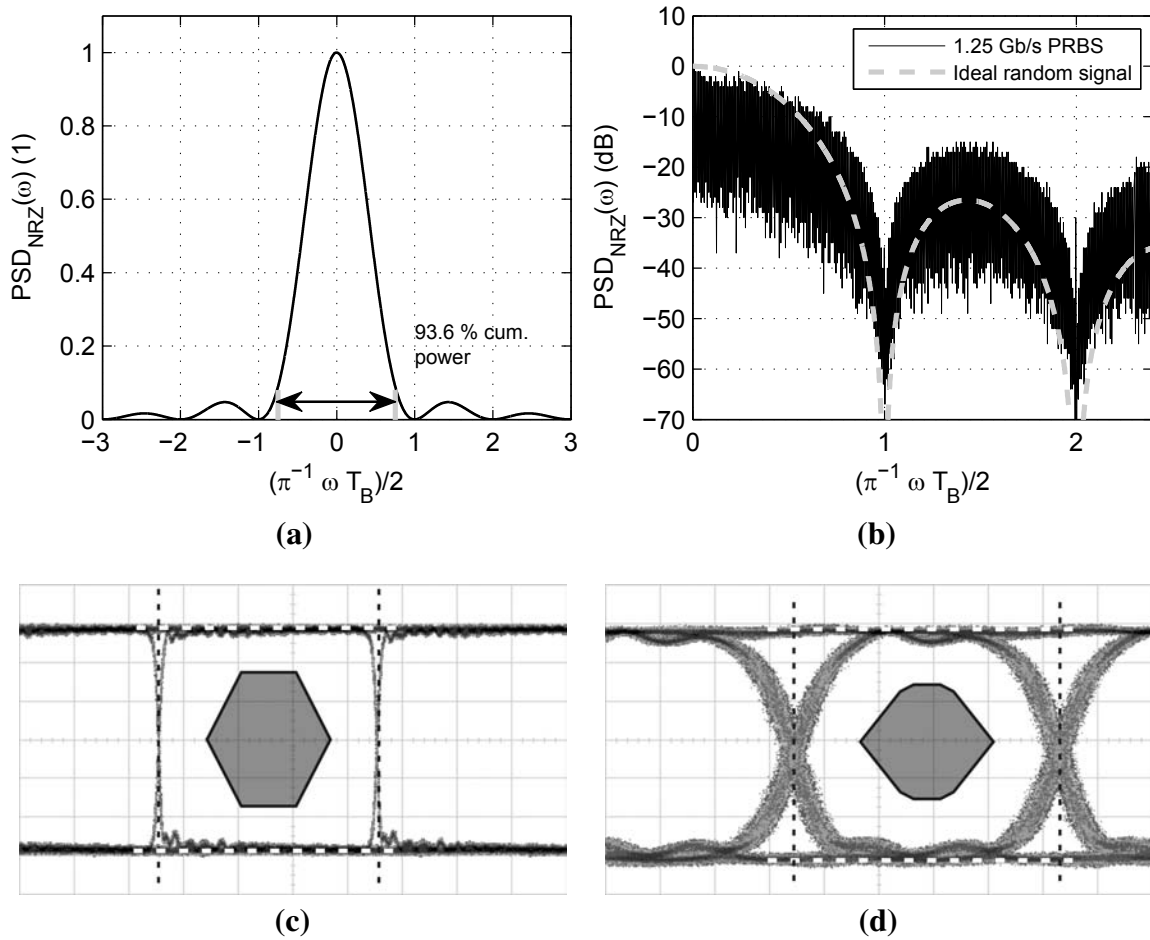 1
0.8
0.6
0.4
0.2
0
PSD_NRZ(ω) (1)
93.6 % cum.
power
−3 −2 −1 0 1 2 3
(π⁻¹ ω T_B)/2
(a)
10
0
−10
−20
−30
−40
−50
−60
−70
PSD_NRZ(ω) (dB)
1.25 Gb/s PRBS
Ideal random signal
0 1 2
(π⁻¹ ω T_B)/2
(b)
(c)
(d)